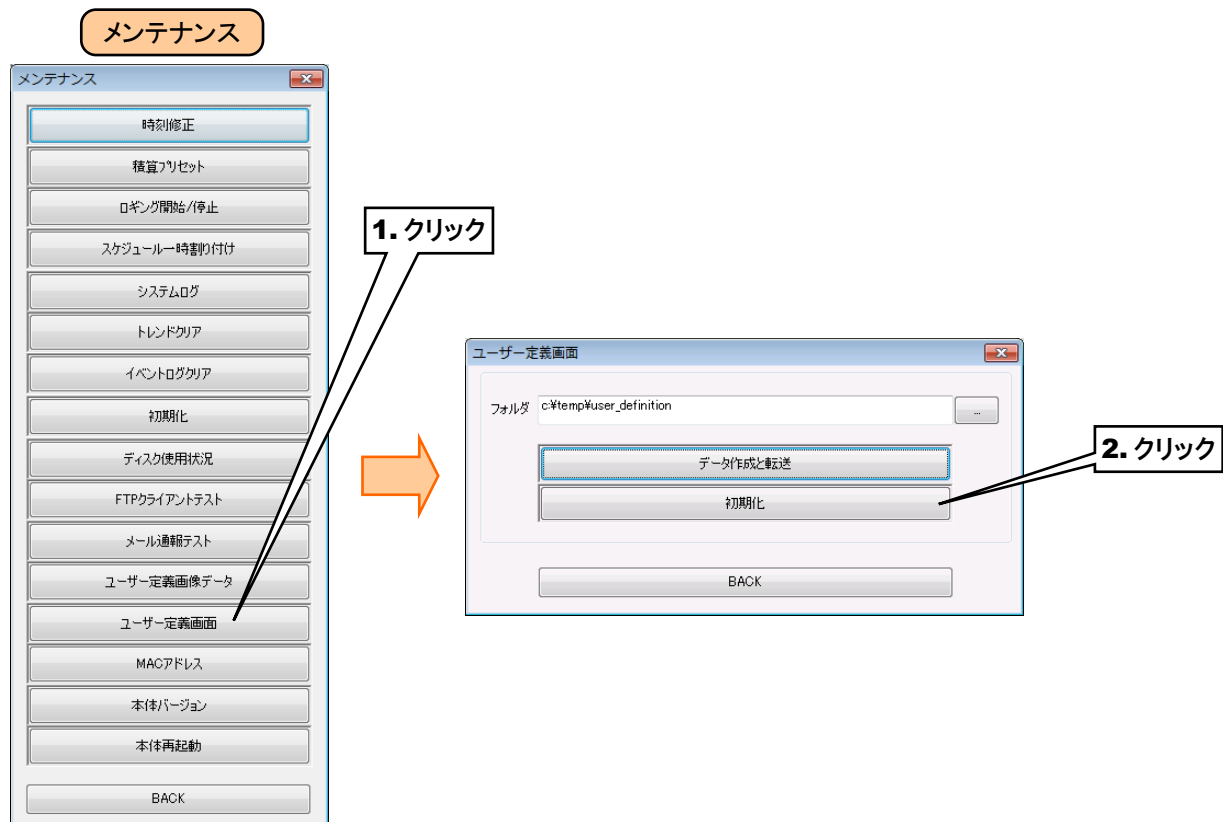 メンテナンス
メンテナンス
時刻修正
積算プリセット
ロギング開始/停止
スケジュール一時割り付け
システムログ
トレンドクリア
イベントログクリア
初期化
ディスク使用状況
FTPクライアントテスト
メール通報テスト
ユーザー定義画像データ
ユーザー定義画面
MACアドレス
本体バージョン
本体再起動
BACK
1. クリック
ユーザー定義画面
フォルダ c:¥temp¥user_definition ...
データ作成と転送
初期化
BACK
2. クリック